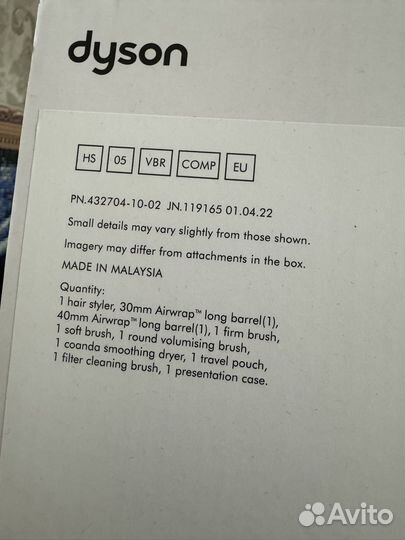 dyson
HS 05 VBR COMP EU
PN.432704-10-02 JN.119165 01.04.22
Small details may vary slightly from those shown.
Imagery may differ from attachments in the box.
MADE IN MALAYSIA
Quantity:
1 hair styler, 30mm Airwrap™ long barrel(1),
40mm Airwrap™ long barrel(1), 1 firm brush,
1 soft brush, 1 round volumising brush,
1 coanda smoothing dryer, 1 travel pouch,
1 filter cleaning brush, 1 presentation case.
Avito